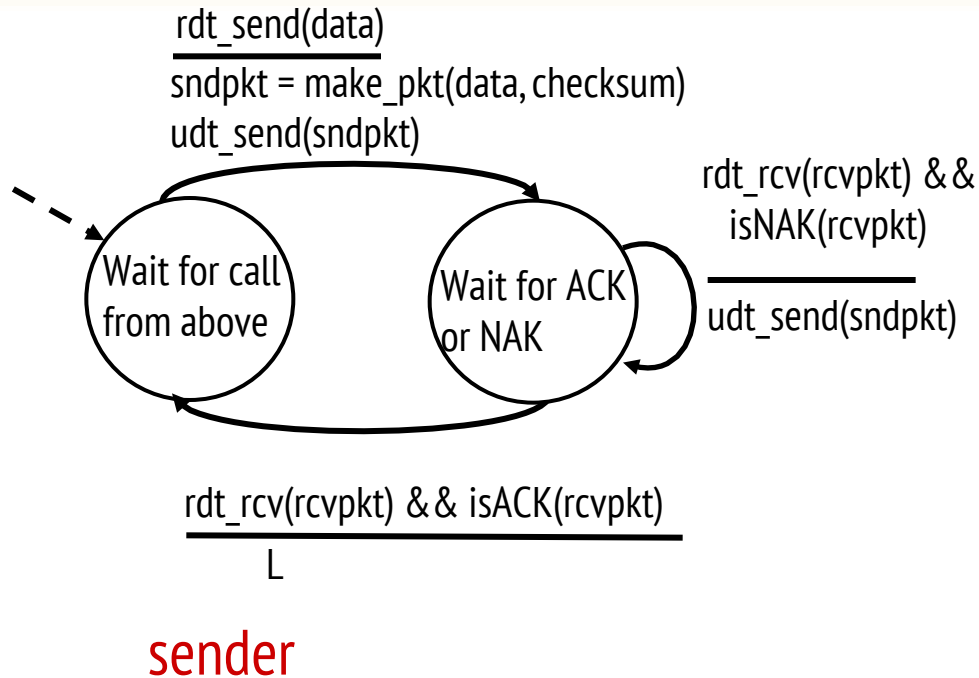 rdt_send(data)
sndpkt = make_pkt(data, checksum)
udt_send(sndpkt)
rdt_rcv(rcvpkt) &&
isNAK(rcvpkt)
udt_send(sndpkt)
Wait for call
from above
Wait for ACK
or NAK
rdt_rcv(rcvpkt) && isACK(rcvpkt)
L
sender